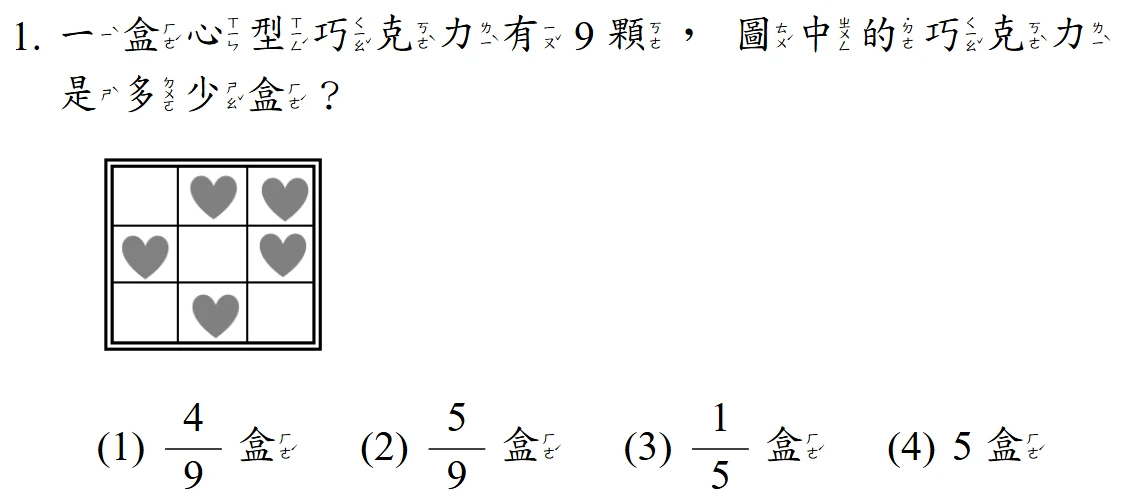 1. 一盒心型巧克力有 9 顆，圖中的巧克力
是多少盒？
(1) 4/9 盒 (2) 5/9 盒 (3) 1/5 盒 (4) 5 盒